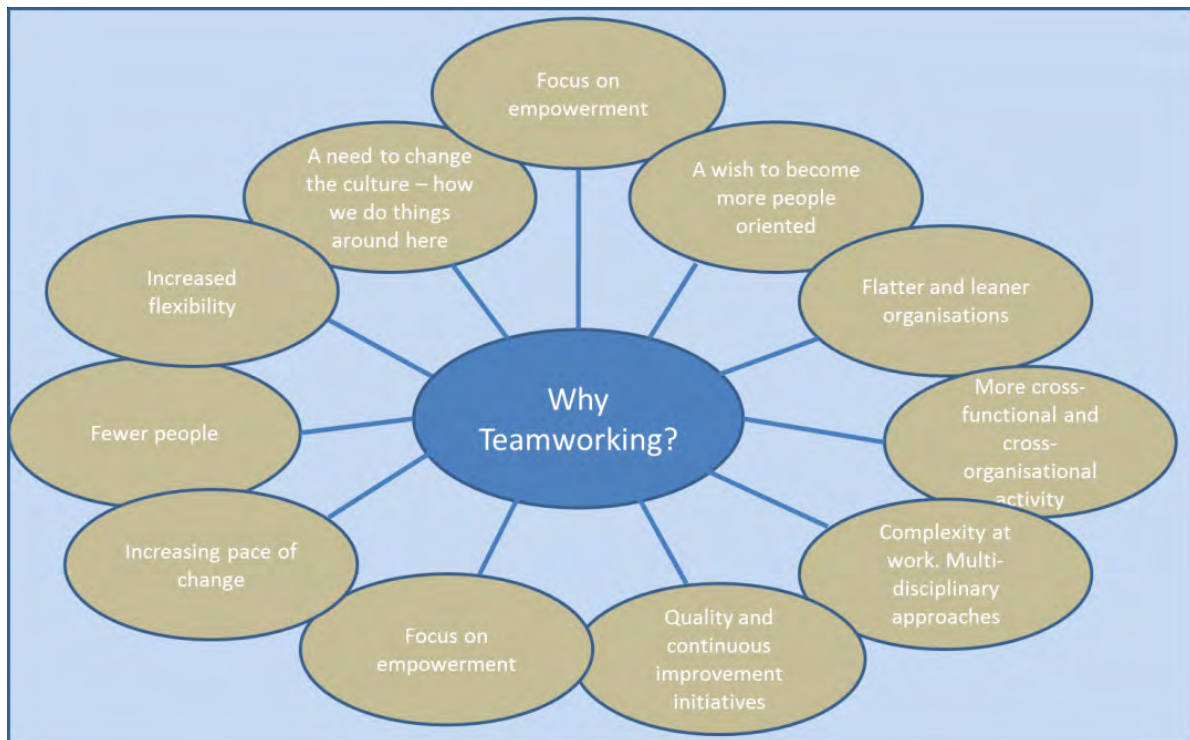 Focus on
empowerment
A wish to become
more people
oriented
Flatter and leaner
organisations
More cross-
functional and
cross-
organisational
activity
Complexity at
work. Multi-
disciplinary
approaches
Quality and
continuous
improvement
initiatives
Focus on
empowerment
Increasing pace of
change
Fewer people
Increased
flexibility
A need to change
the culture – how
we do things
around here
Why
Teamworking?